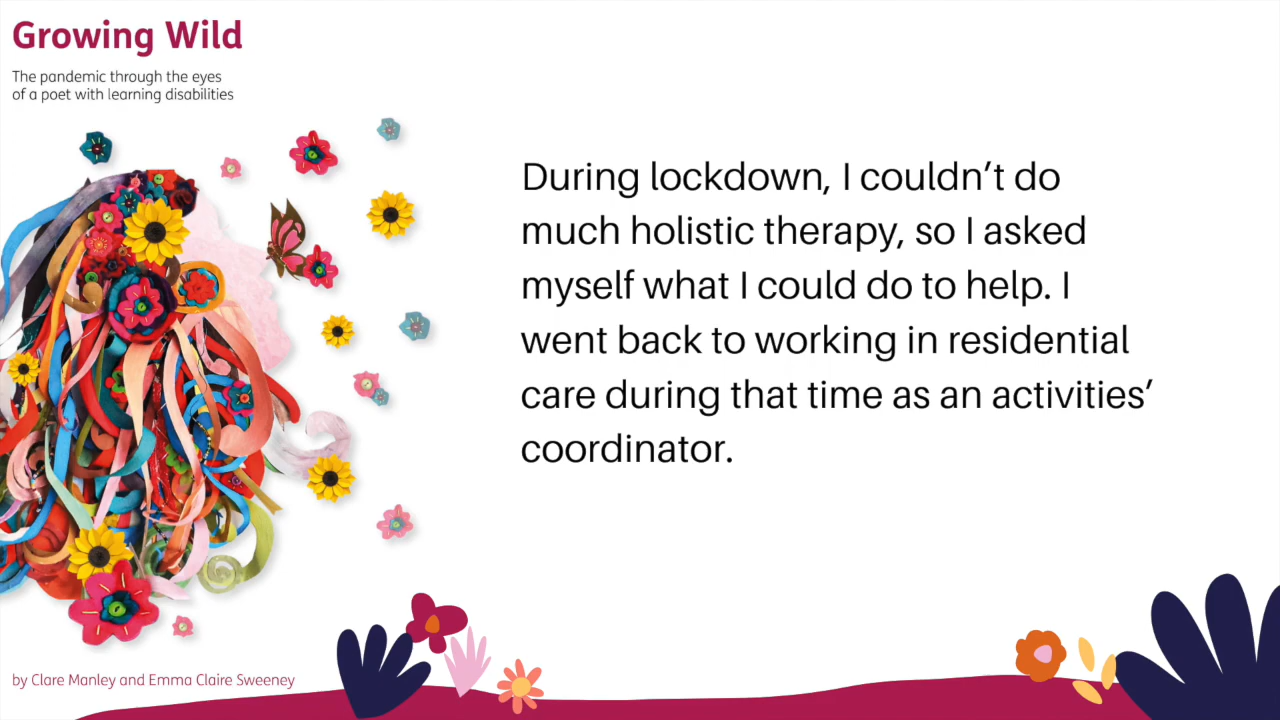 Growing Wild
The pandemic through the eyes
of a poet with learning disabilities
During lockdown, I couldn’t do
much holistic therapy, so I asked
myself what I could do to help. I
went back to working in residential
care during that time as an activities’
coordinator.
by Clare Manley and Emma Claire Sweeney